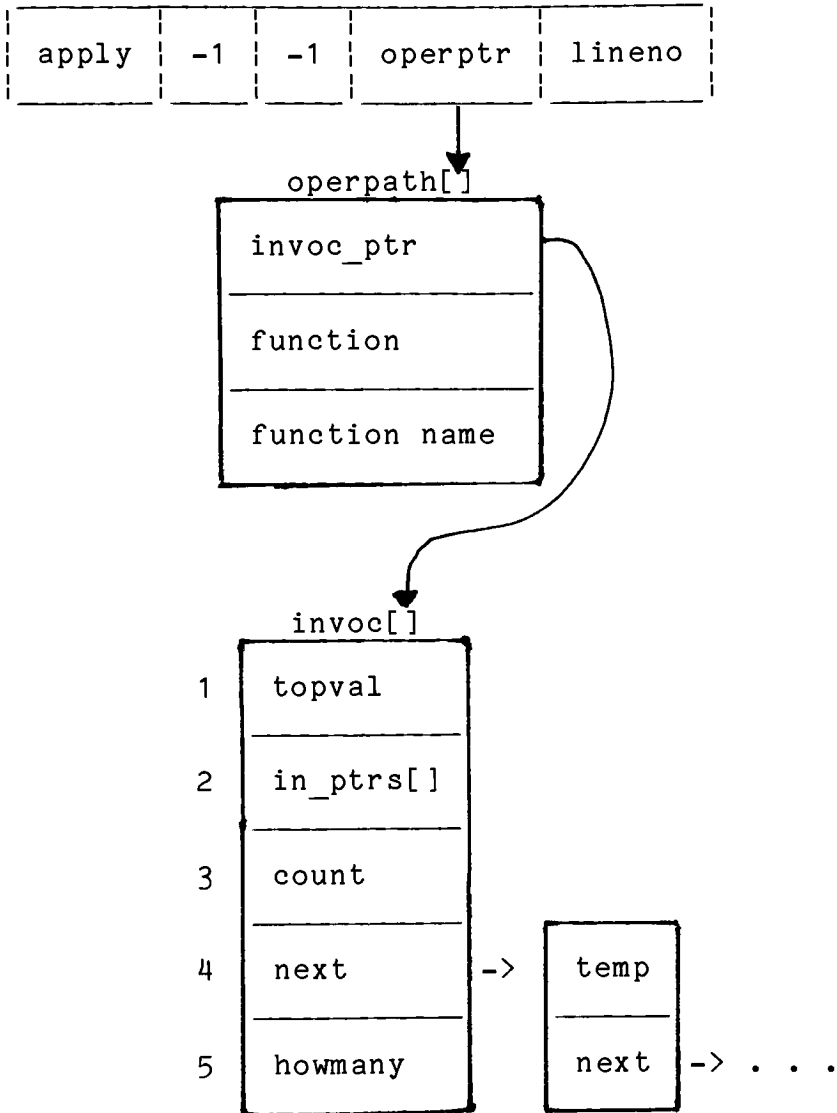 apply -1 -1 operptr lineno
operpath[]
invoc_ptr
function
function name
invoc[]
1 topval
2 in_ptrs[]
3 count
4 next -> temp
5 howmany next -> . . .